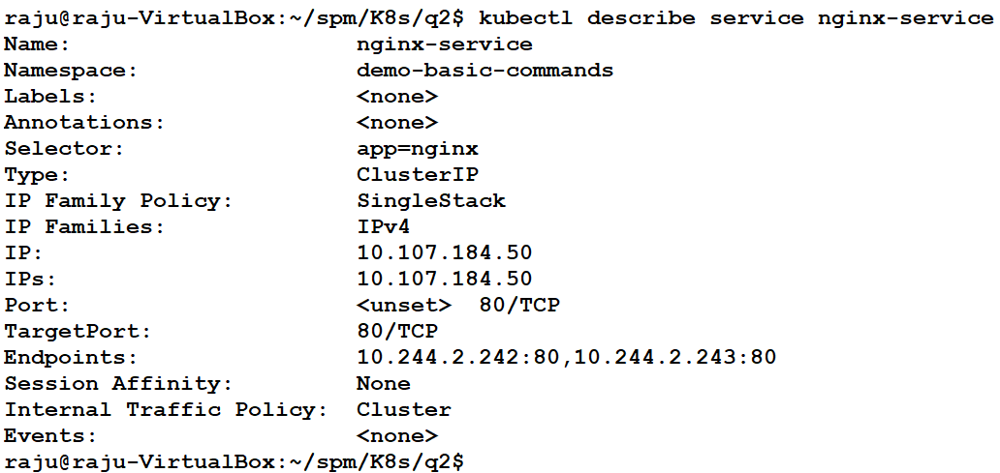 raju@raju-VirtualBox:~/spm/K8s/q2$ kubectl describe service nginx-service
Name:                     nginx-service
Namespace:                demo-basic-commands
Labels:                   <none>
Annotations:              <none>
Selector:                 app=nginx
Type:                     ClusterIP
IP Family Policy:         SingleStack
IP Families:              IPv4
IP:                       10.107.184.50
IPs:                      10.107.184.50
Port:                     <unset>  80/TCP
TargetPort:               80/TCP
Endpoints:                10.244.2.242:80,10.244.2.243:80
Session Affinity:         None
Internal Traffic Policy:  Cluster
Events:                   <none>
raju@raju-VirtualBox:~/spm/K8s/q2$